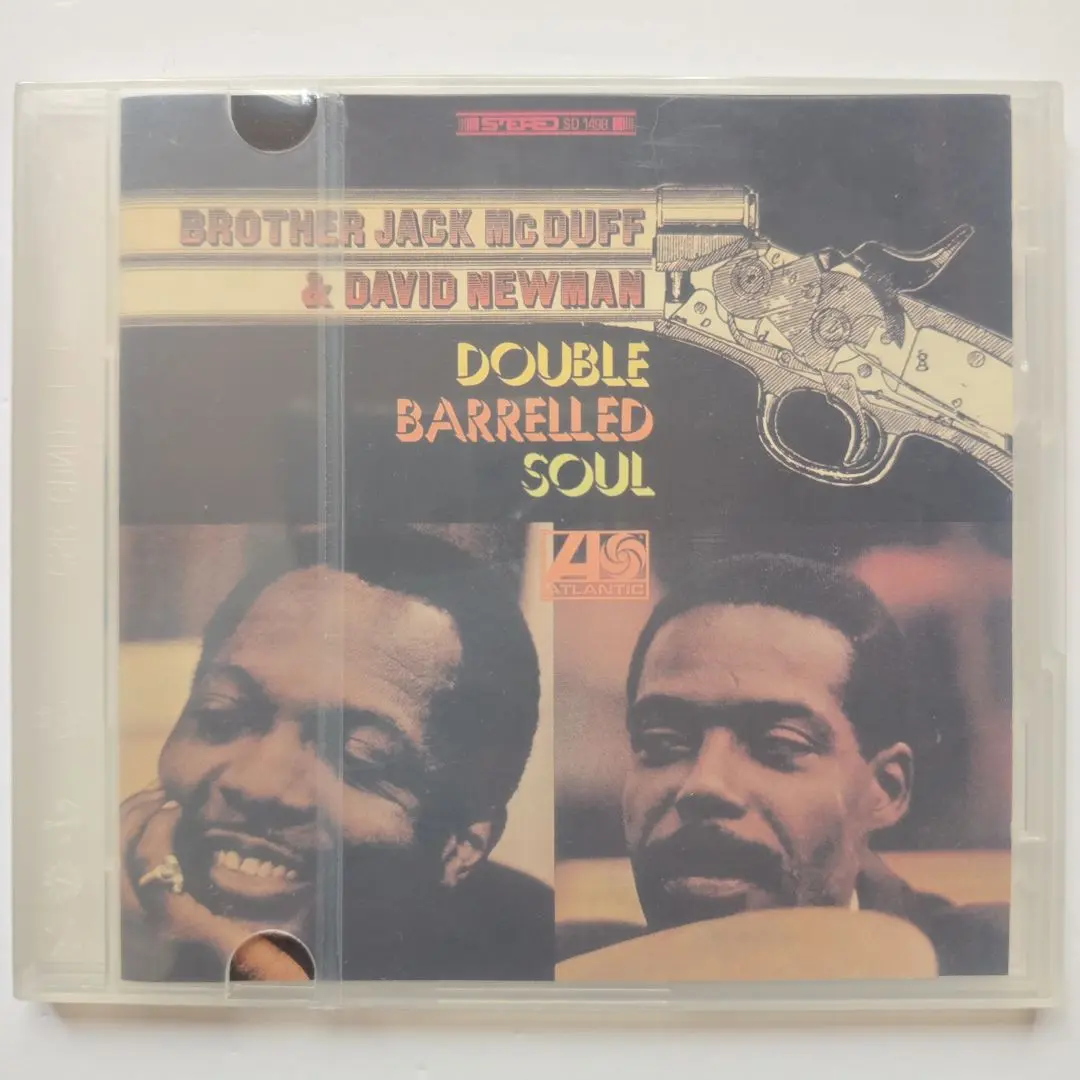 STEREO SD 1498
BROTHER JACK McDUFF
& DAVID NEWMAN
DOUBLE
BARRELLED
SOUL
ATLANTIC